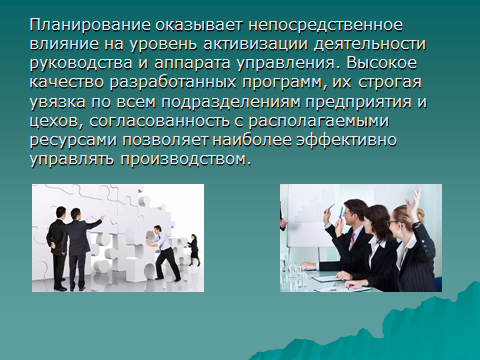 Планирование оказывает непосредственное
влияние на уровень активизации деятельности
руководства и аппарата управления. Высокое
качество разработанных программ, их строгая
увязка по всем подразделениям предприятия и
цехов, согласованность с располагаемыми
ресурсами позволяет наиболее эффективно
управлять производством.